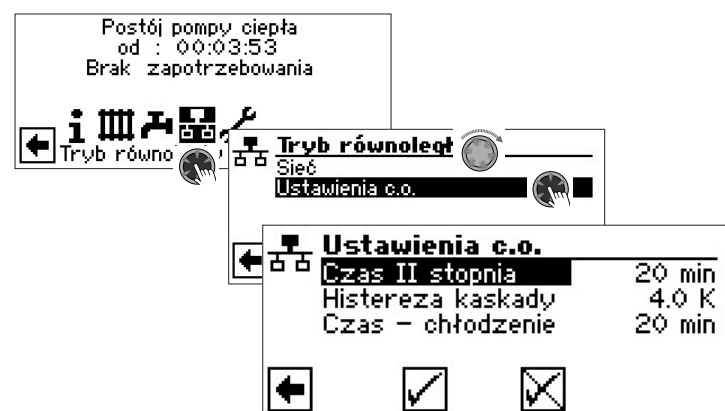 Postój pompy ciepła
od : 00:03:53
Brak zapotrzebowania
Tryb równo
Tryb równoległ
Sieć
Ustawienia c.o.
Ustawienia c.o.
Czas II stopnia 20 min
Histereza kaskady 4.0 K
Czas – chłodzenie 20 min